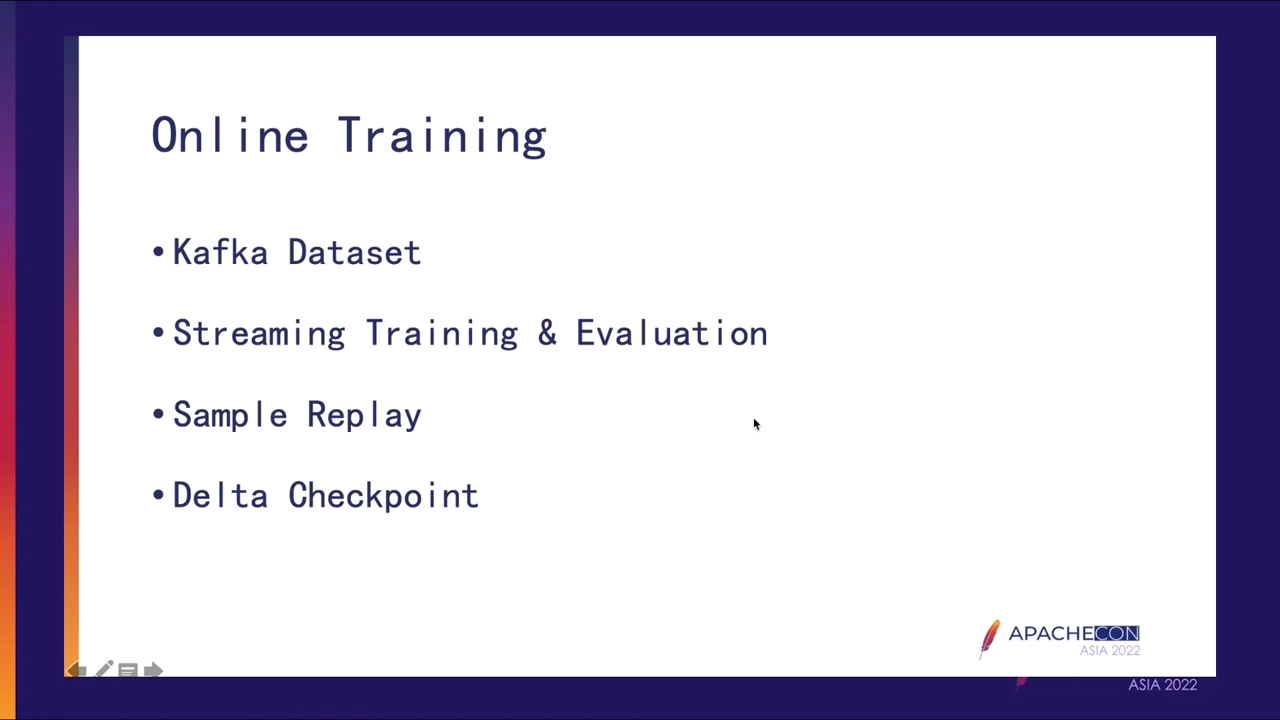 Online Training
• Kafka Dataset
• Streaming Training & Evaluation
• Sample Replay
• Delta Checkpoint
APACHECON
ASIA 2022
ASIA 2022